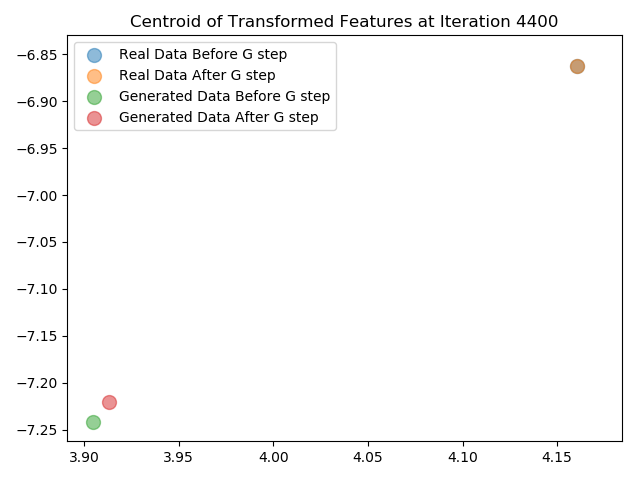 Centroid of Transformed Features at Iteration 4400
Real Data Before G step
Real Data After G step
Generated Data Before G step
Generated Data After G step
−6.85
−6.90
−6.95
−7.00
−7.05
−7.10
−7.15
−7.20
−7.25
3.90 3.95 4.00 4.05 4.10 4.15